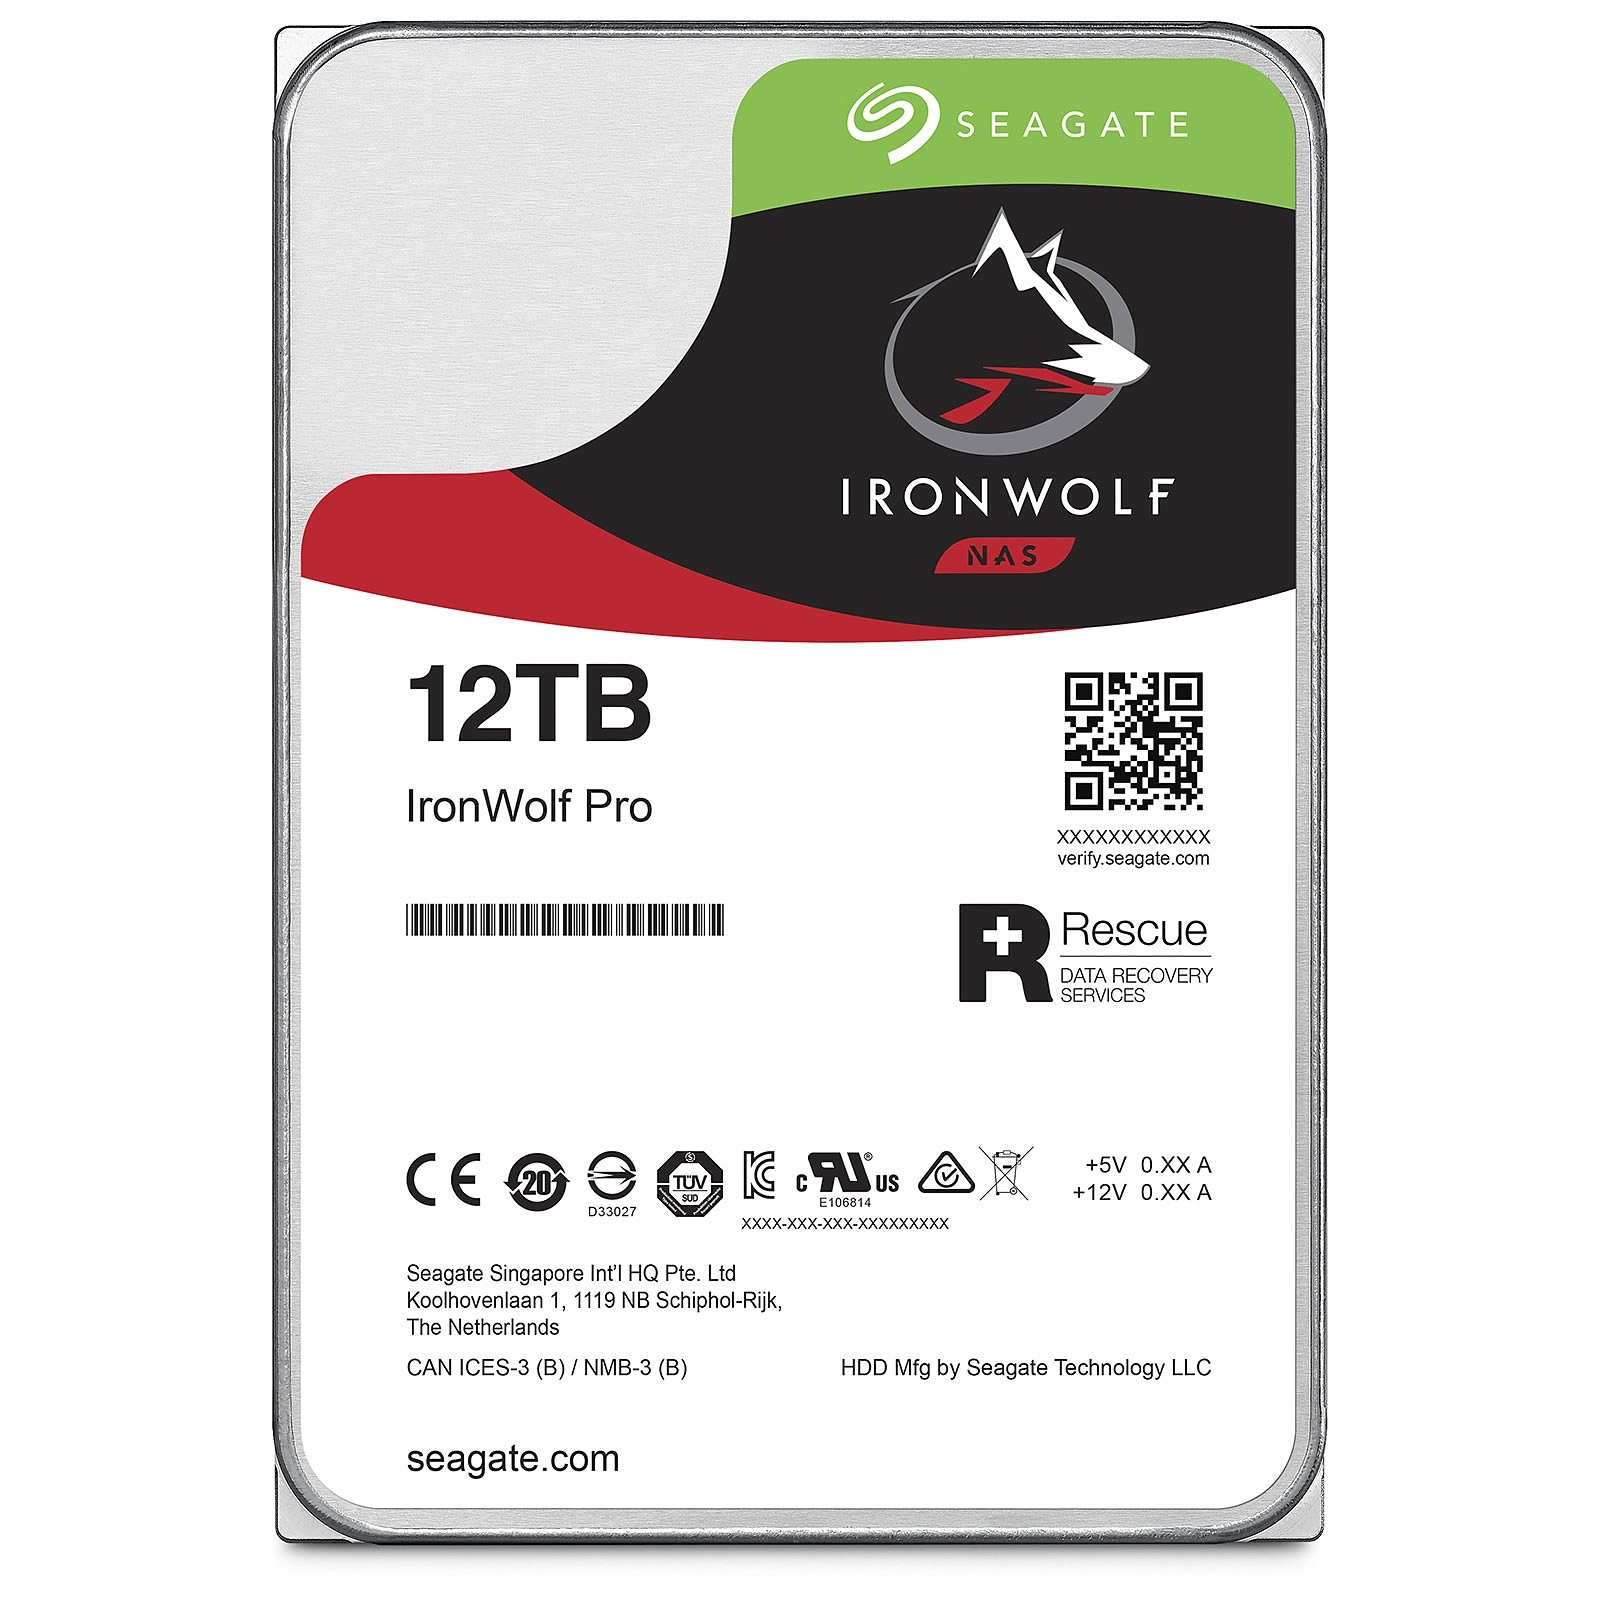 SEAGATE
IRONWOLF
NAS
12TB
IronWolf Pro
XXXXXXXXXXXX
verify.seagate.com
R Rescue
DATA RECOVERY
SERVICES
CE 20 D33027 TÜV SUD c RU® US E106814
XXXX-XXX-XXX-XXXXXXXXX
+5V 0.XX A
+12V 0.XX A
Seagate Singapore Int'l HQ Pte. Ltd
Koolhovenlaan 1, 1119 NB Schiphol-Rijk,
The Netherlands
CAN ICES-3 (B) / NMB-3 (B)
HDD Mfg by Seagate Technology LLC
seagate.com